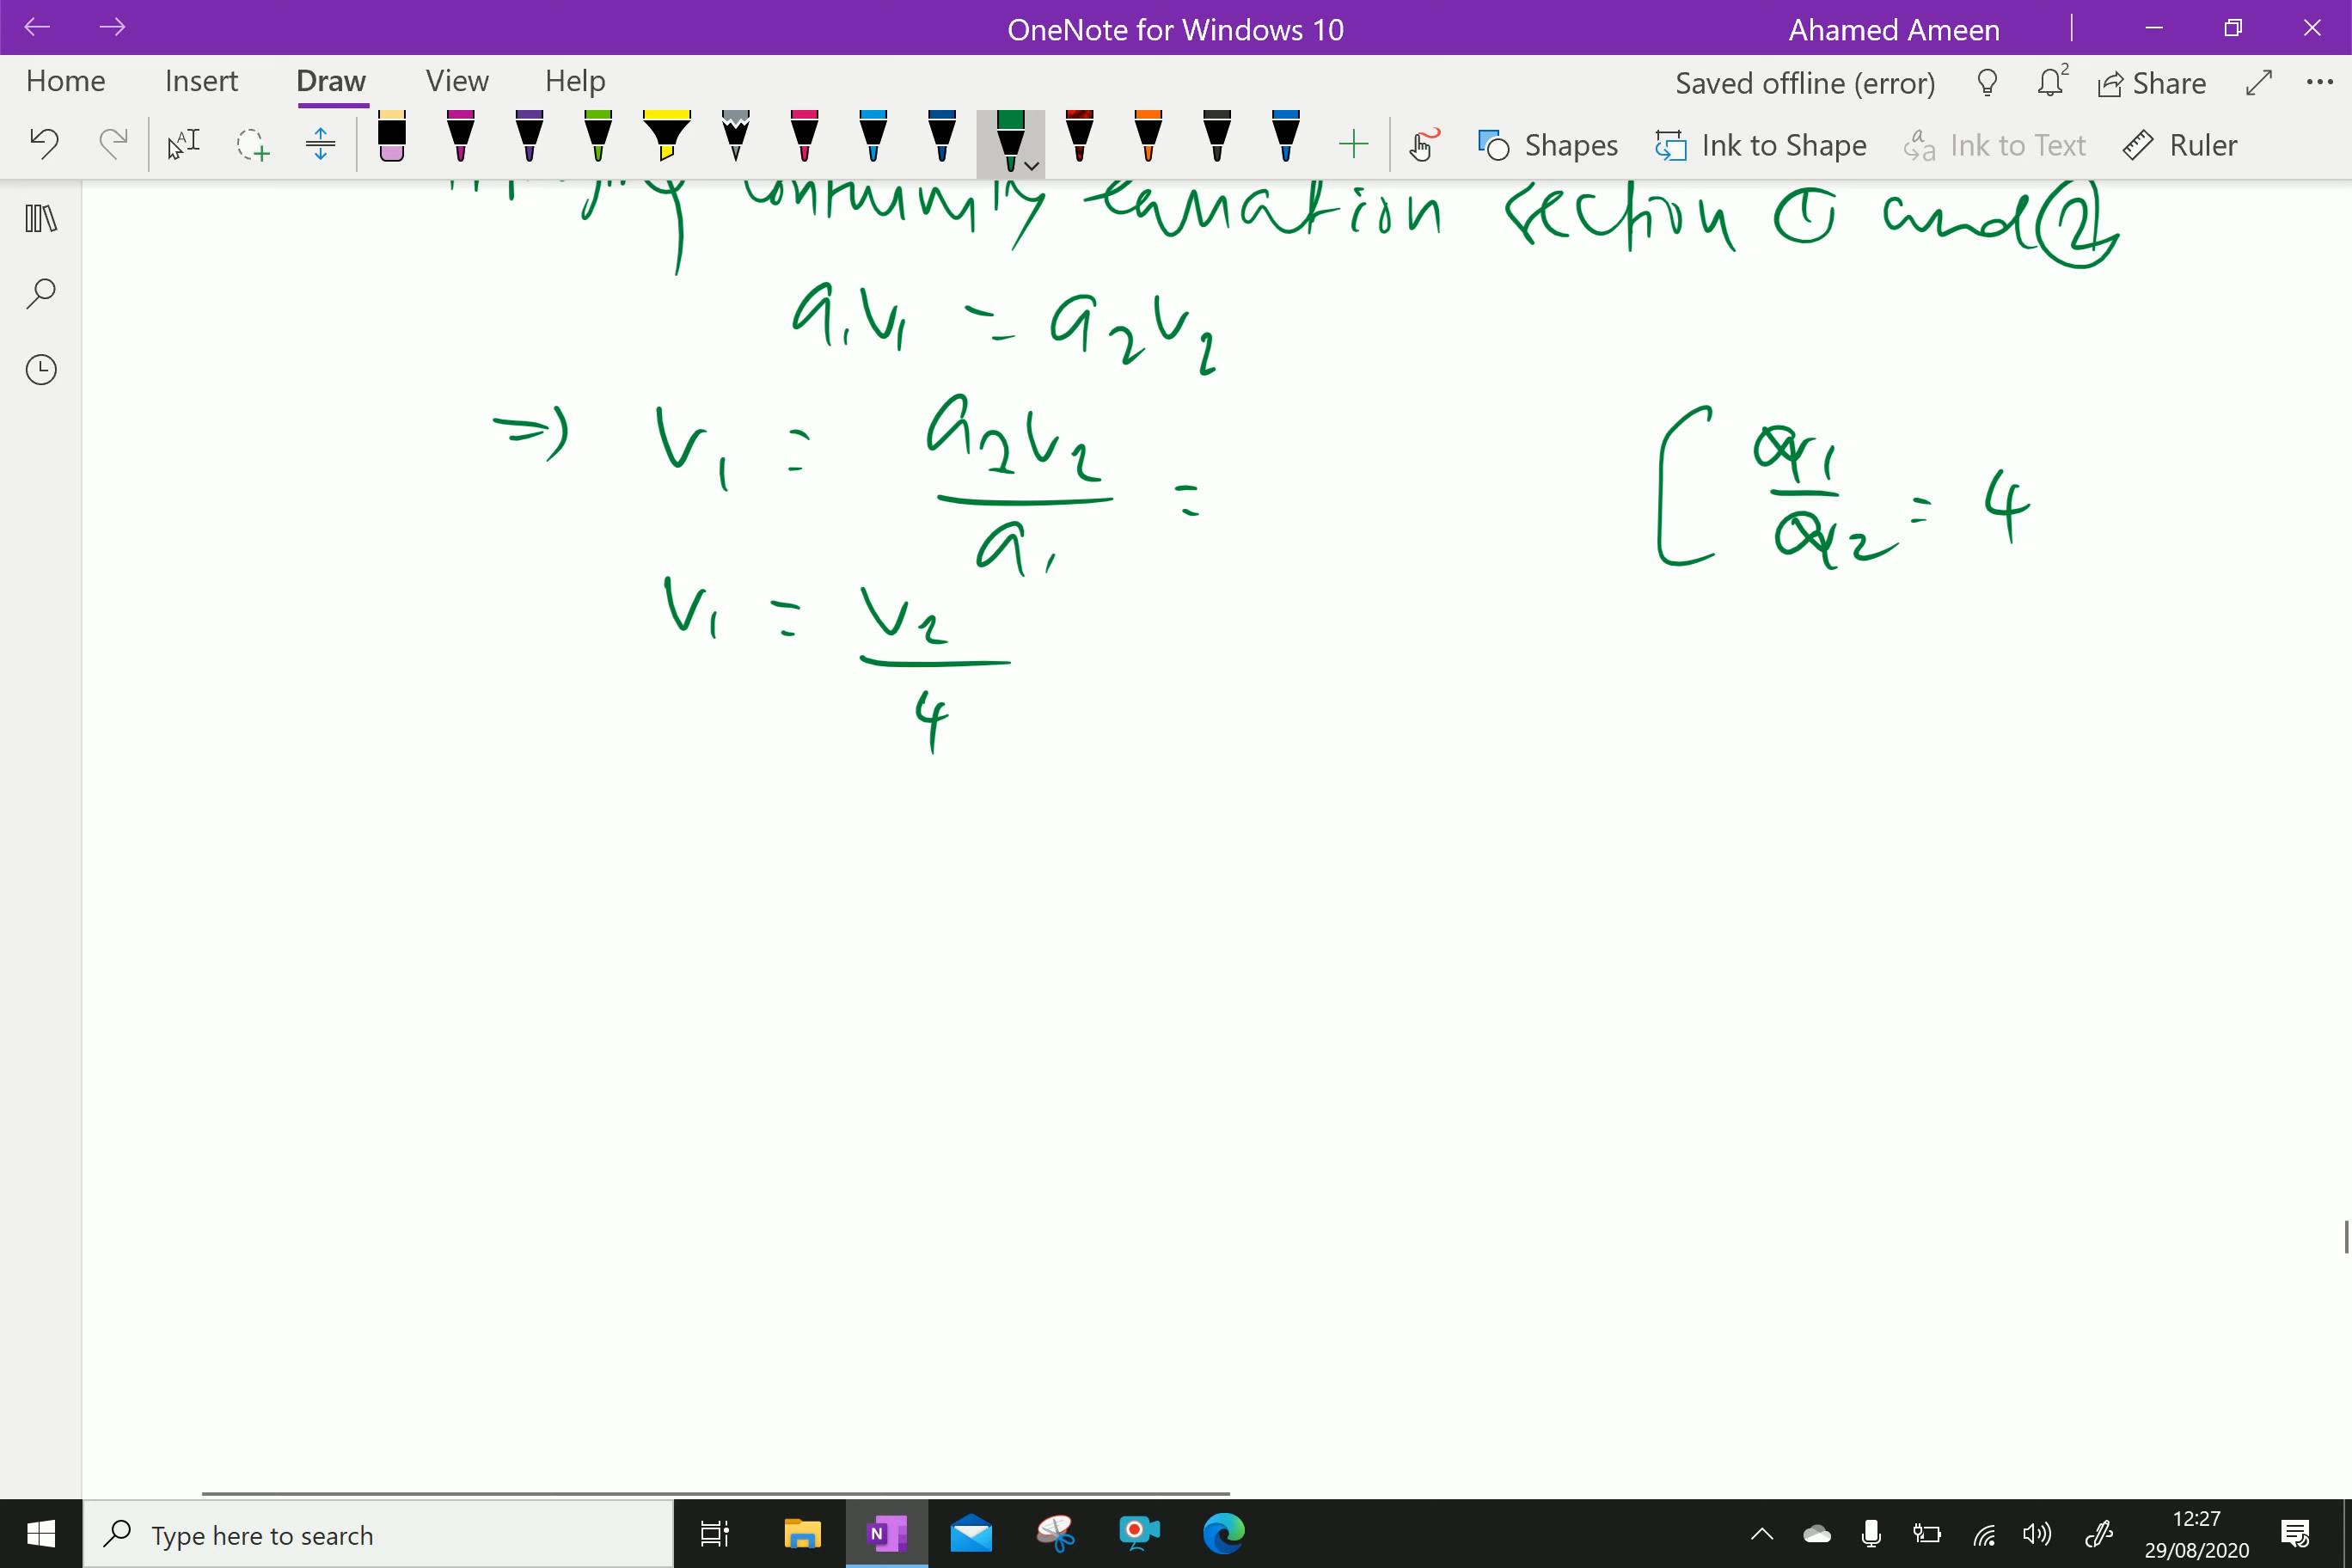 OneNote for Windows 10 Ahamed Ameen
Home Insert Draw View Help Saved offline (error) 2 Share
Shapes Ink to Shape Ink to Text Ruler
continuity equation section ① and ②
a₁v₁ = a₂v₂
⇒ v₁ = a₂v₂ / a₁ =
[ a₁ / a₂ = 4
v₁ = v₂ / 4
Type here to search
12:27
29/08/2020